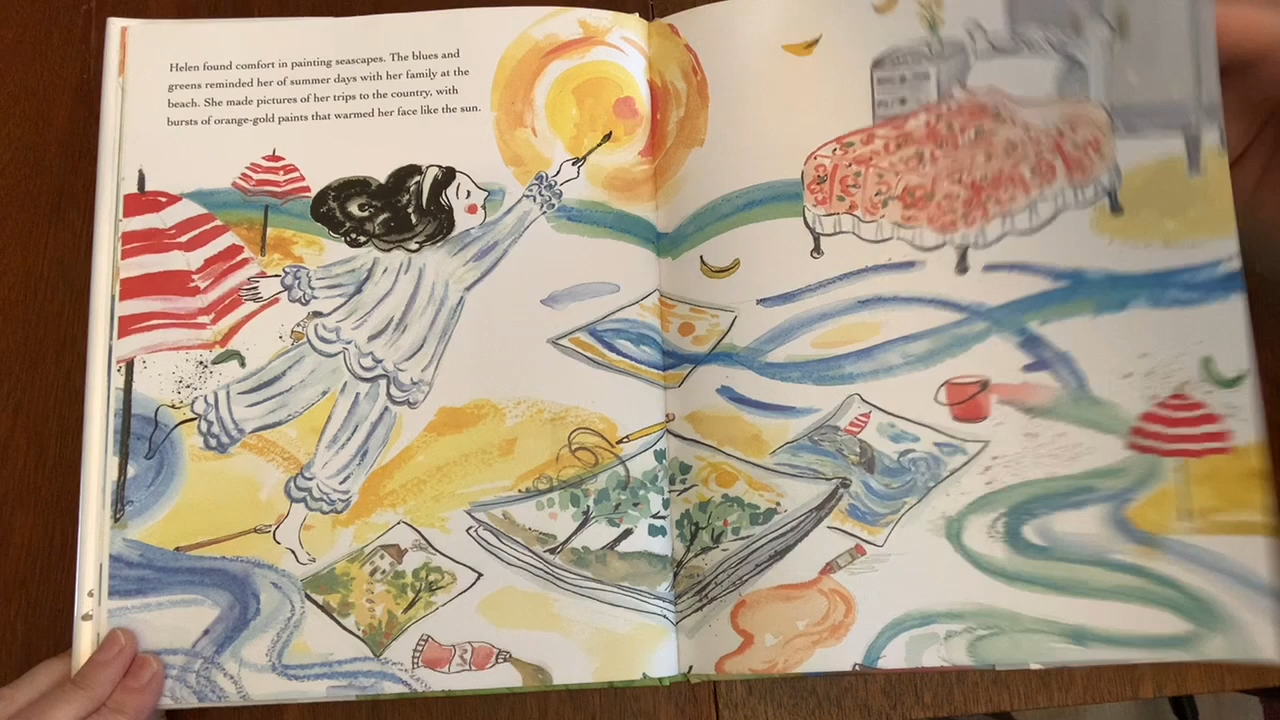 Helen found comfort in painting seascapes. The blues and
greens reminded her of summer days with her family at the
beach. She made pictures of her trips to the country, with
bursts of orange-gold paints that warmed her face like the sun.